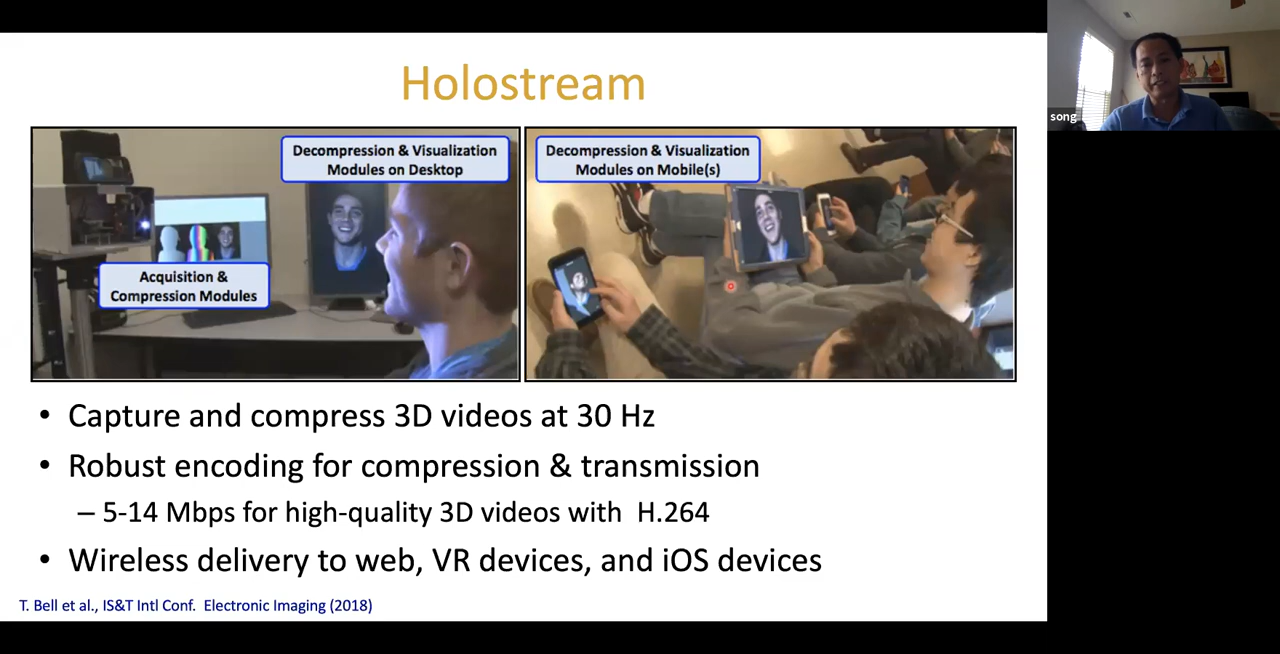 Holostream
Decompression & Visualization
Modules on Desktop
Acquisition &
Compression Modules
Decompression & Visualization
Modules on Mobile(s)
song
• Capture and compress 3D videos at 30 Hz
• Robust encoding for compression & transmission
– 5-14 Mbps for high-quality 3D videos with H.264
• Wireless delivery to web, VR devices, and iOS devices
T. Bell et al., IS&T Intl Conf. Electronic Imaging (2018)